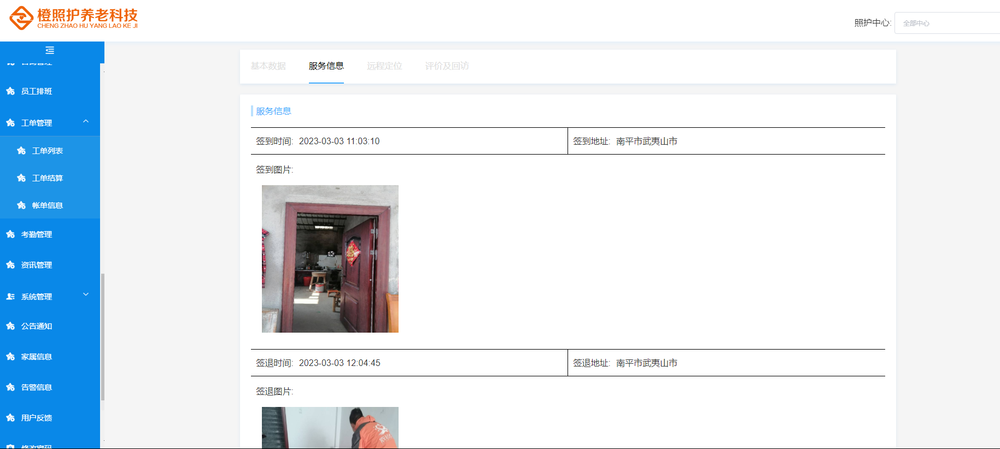 橙照护养老科技
CHENG ZHAO HU YANG LAO KE JI
照护中心:
全部中心
员工排班
工单管理
工单列表
工单结算
帐单信息
考勤管理
资讯管理
系统管理
公告通知
家属信息
告警信息
用户反馈
修改密码
基本数据
服务信息
远程定位
评价及回访
服务信息
签到时间: 2023-03-03 11:03:10
签到地址: 南平市武夷山市
签到图片:
签退时间: 2023-03-03 12:04:45
签退地址: 南平市武夷山市
签退图片: